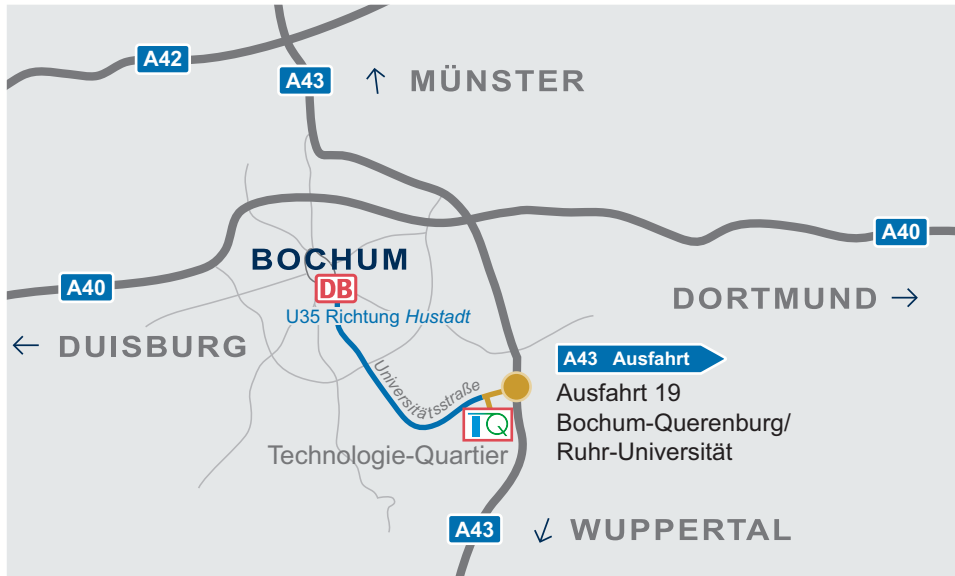 A42
A43
↑ MÜNSTER
A40
BOCHUM
DB
A40
U35 Richtung Hustadt
DORTMUND →
← DUISBURG
A43 Ausfahrt
Universitätsstraße
Ausfahrt 19
Bochum-Querenburg/
Ruhr-Universität
TQ
Technologie-Quartier
A43
↙ WUPPERTAL